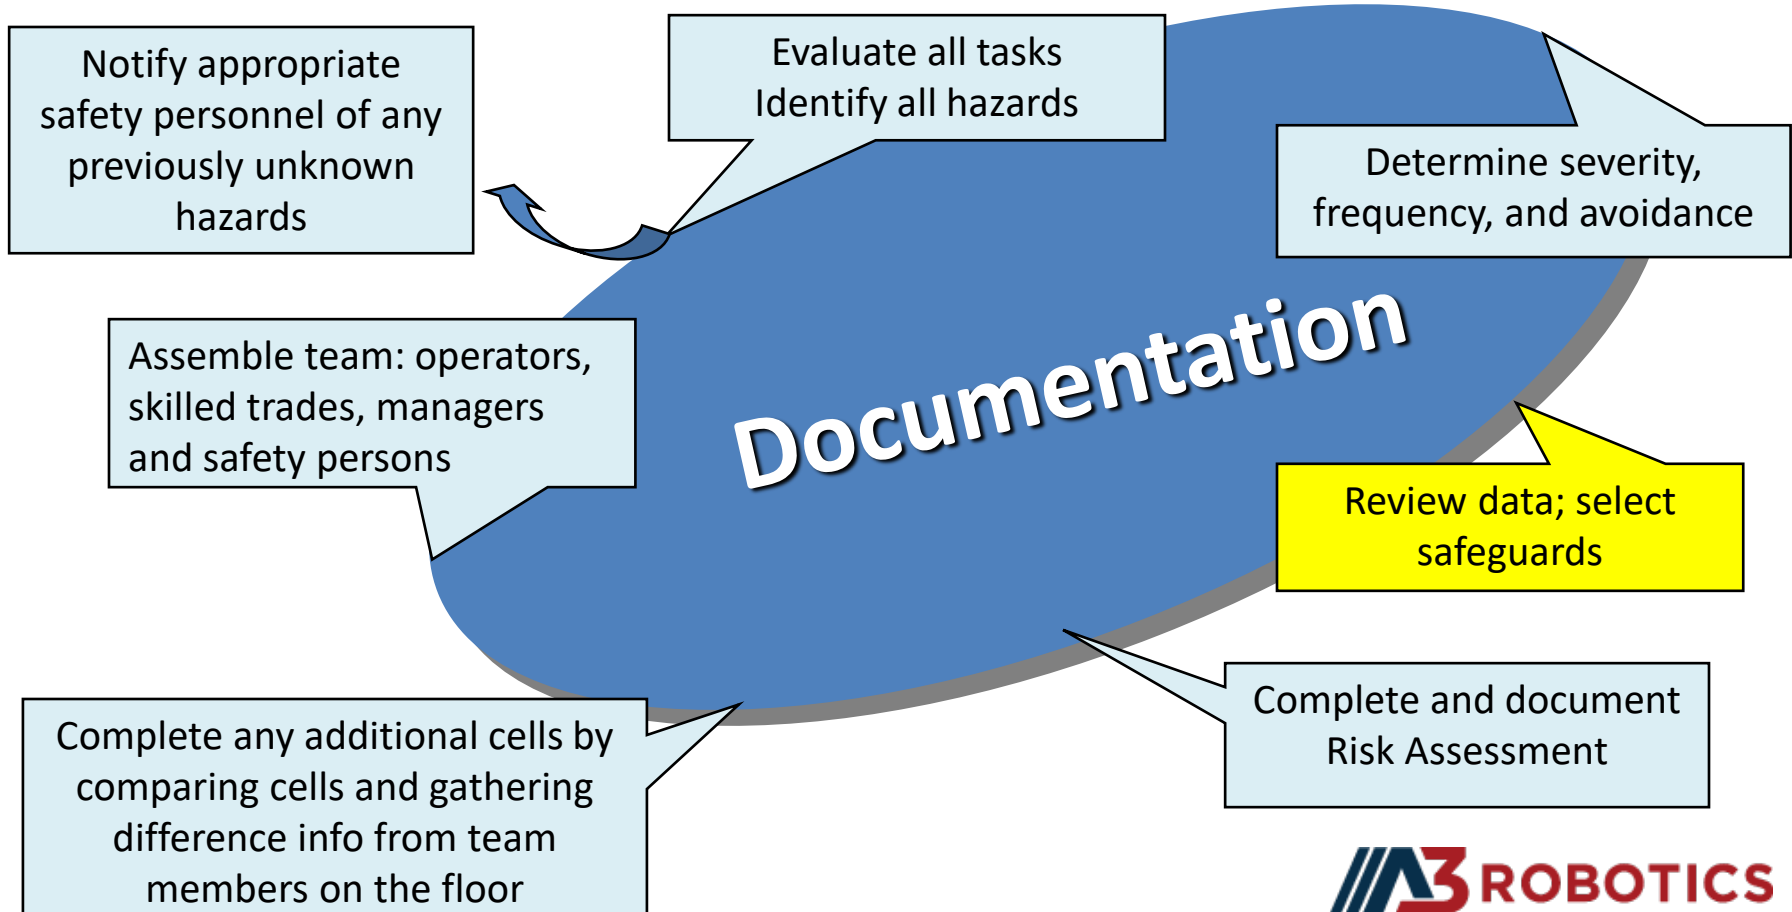 Notify appropriate
safety personnel of any
previously unknown
hazards
Evaluate all tasks
Identify all hazards
Determine severity,
frequency, and avoidance
Assemble team: operators,
skilled trades, managers
and safety persons
Documentation
Review data; select
safeguards
Complete and document
Risk Assessment
Complete any additional cells by
comparing cells and gathering
difference info from team
members on the floor
A3 ROBOTICS